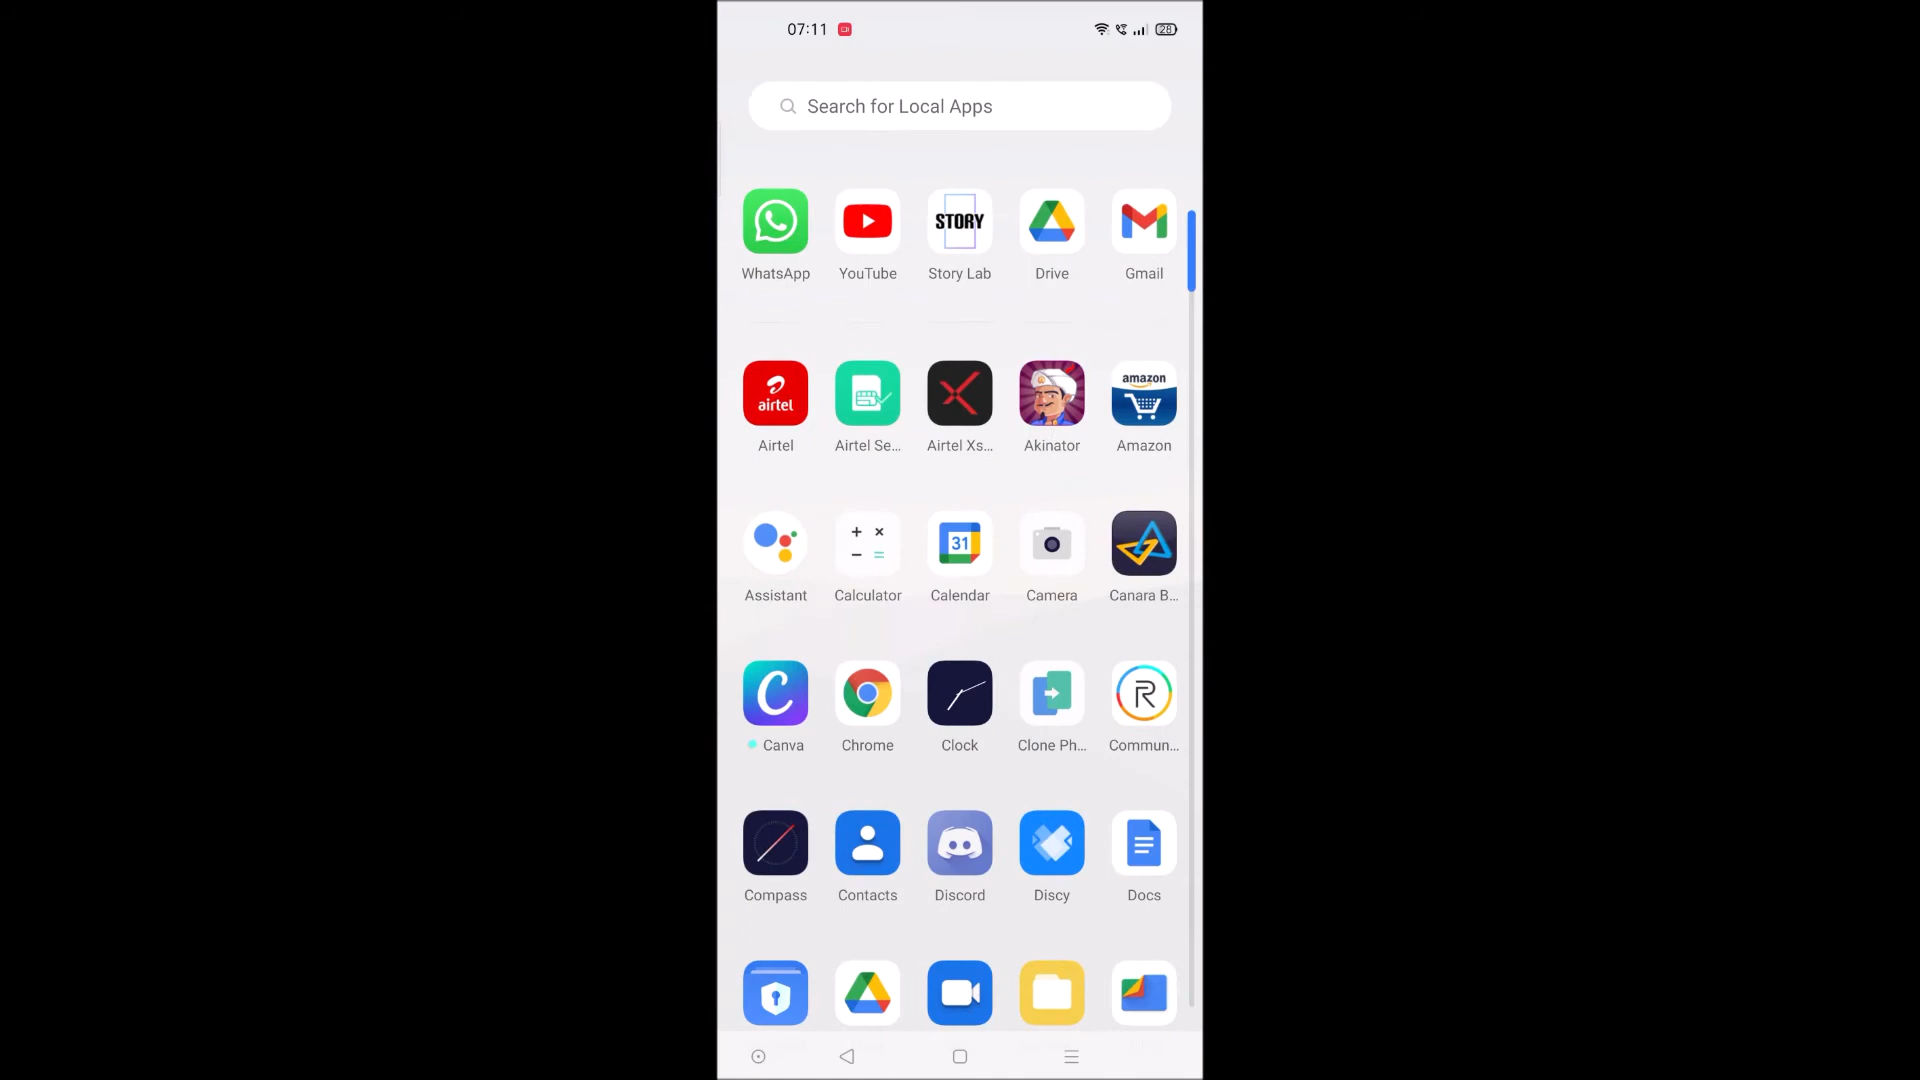 07:11
28
Search for Local Apps
STORY
WhatsApp YouTube Story Lab Drive Gmail
airtel
amazon
Airtel Airtel Se... Airtel Xs... Akinator Amazon
31
Assistant Calculator Calendar Camera Canara B...
Canva Chrome Clock Clone Ph... Commun...
Compass Contacts Discord Discy Docs